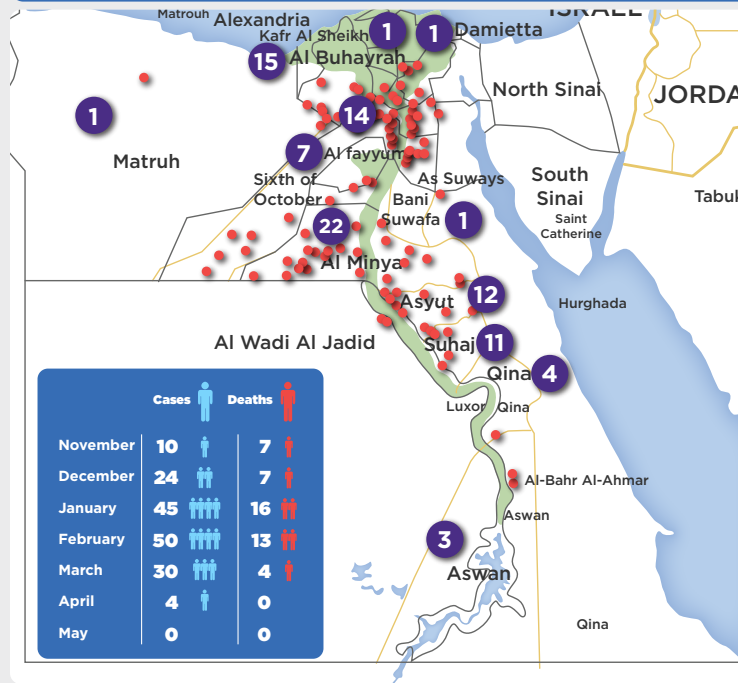 ISRAEL
Matrouh
Alexandria
1
1
Damietta
Kafr Al Sheikh
15
Al Buhayrah
North Sinai
JORDA
1
14
Matruh
7
Al fayyum
Sixth of
October
As Suways
South
Sinai
Tabuk
Bani
Suwafa
1
Saint
Catherine
22
Al Minya
12
Asyut
Hurghada
Al Wadi Al Jadid
Suhaj
11
Qina
4
Luxor
Qina
Al-Bahr Al-Ahmar
Aswan
3
Aswan
Qina
Cases Deaths
November 10 7
December 24 7
January 45 16
February 50 13
March 30 4
April 4 0
May 0 0